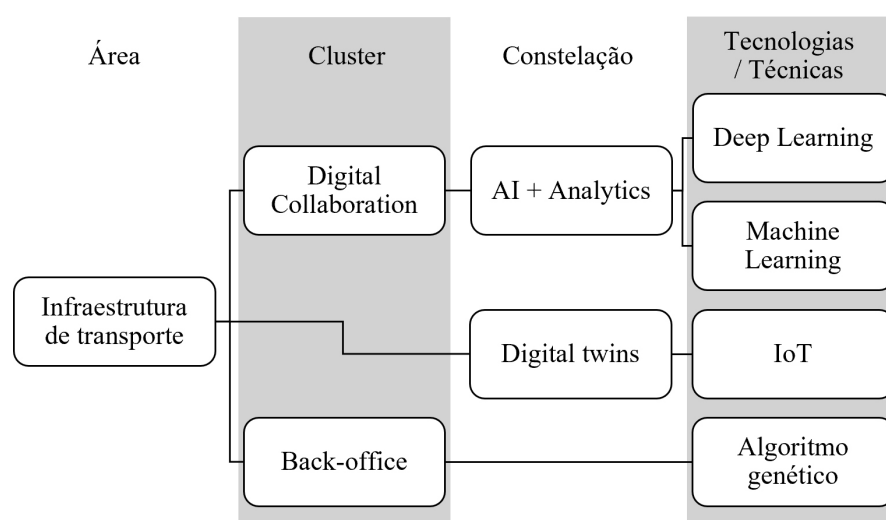 Área
Cluster
Constelação
Tecnologias
/ Técnicas
Deep Learning
Digital
Collaboration
AI + Analytics
Machine
Learning
Infraestrutura
de transporte
Digital twins
IoT
Back-office
Algoritmo
genético